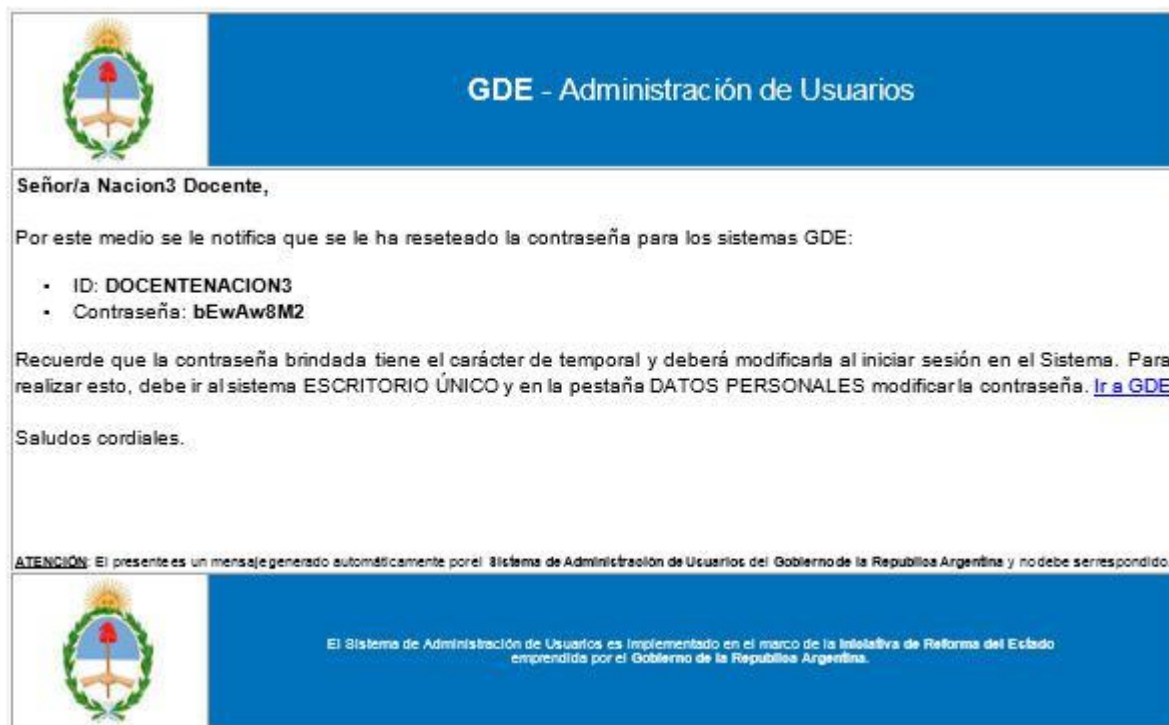 GDE - Administración de Usuarios
Señor/a Nacion3 Docente,
Por este medio se le notifica que se le ha reseteado la contraseña para los sistemas GDE:
▪ ID: DOCENTENACION3
▪ Contraseña: bEwAw8M2
Recuerde que la contraseña brindada tiene el carácter de temporal y deberá modificarla al iniciar sesión en el Sistema. Para
realizar esto, debe ir al sistema ESCRITORIO ÚNICO y en la pestaña DATOS PERSONALES modificar la contraseña. Ir a GDE
Saludos cordiales.
ATENCIÓN: El presente es un mensaje generado automáticamente por el Sistema de Administración de Usuarios del Gobierno de la Republica Argentina y no debe ser respondido.
El Sistema de Administración de Usuarios es implementado en el marco de la Iniciativa de Reforma del Estado
emprendida por el Gobierno de la Republica Argentina.